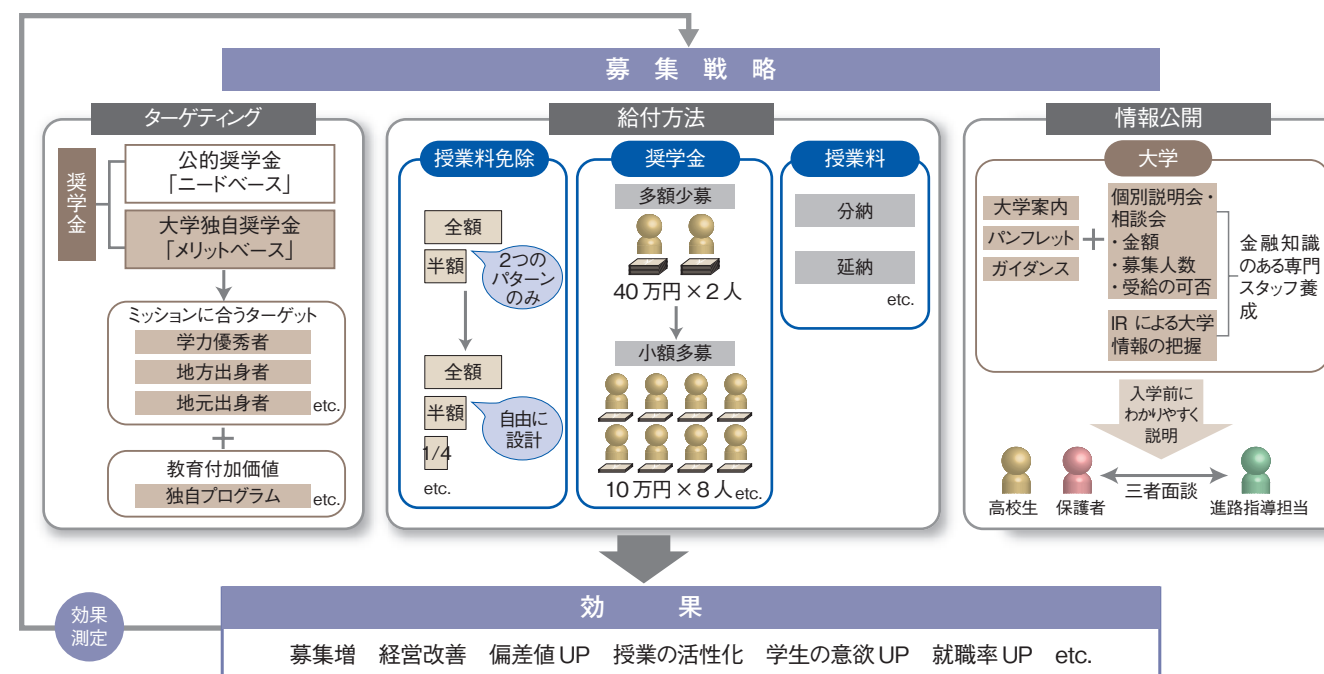 募集戦略
ターゲティング
奨学金
公的奨学金
「ニードベース」
大学独自奨学金
「メリットベース」
ミッションに合うターゲット
学力優秀者
地方出身者
地元出身者
etc.
＋
教育付加価値
独自プログラム
etc.
給付方法
授業料免除
全額
半額
2つの
パターン
のみ
全額
半額
1/4
自由に
設計
etc.
奨学金
多額少募
40万円×2人
小額多募
10万円×8人etc.
授業料
分納
延納
etc.
情報公開
大学
大学案内
パンフレット
ガイダンス
＋
個別説明会・
相談会
・金額
・募集人数
・受給の可否
IR による大学
情報の把握
金融知識
のある専門
スタッフ養
成
入学前に
わかりやすく
説明
高校生
保護者
三者面談
進路指導担当
効果
測定
効果
募集増 経営改善 偏差値UP 授業の活性化 学生の意欲UP 就職率UP etc.